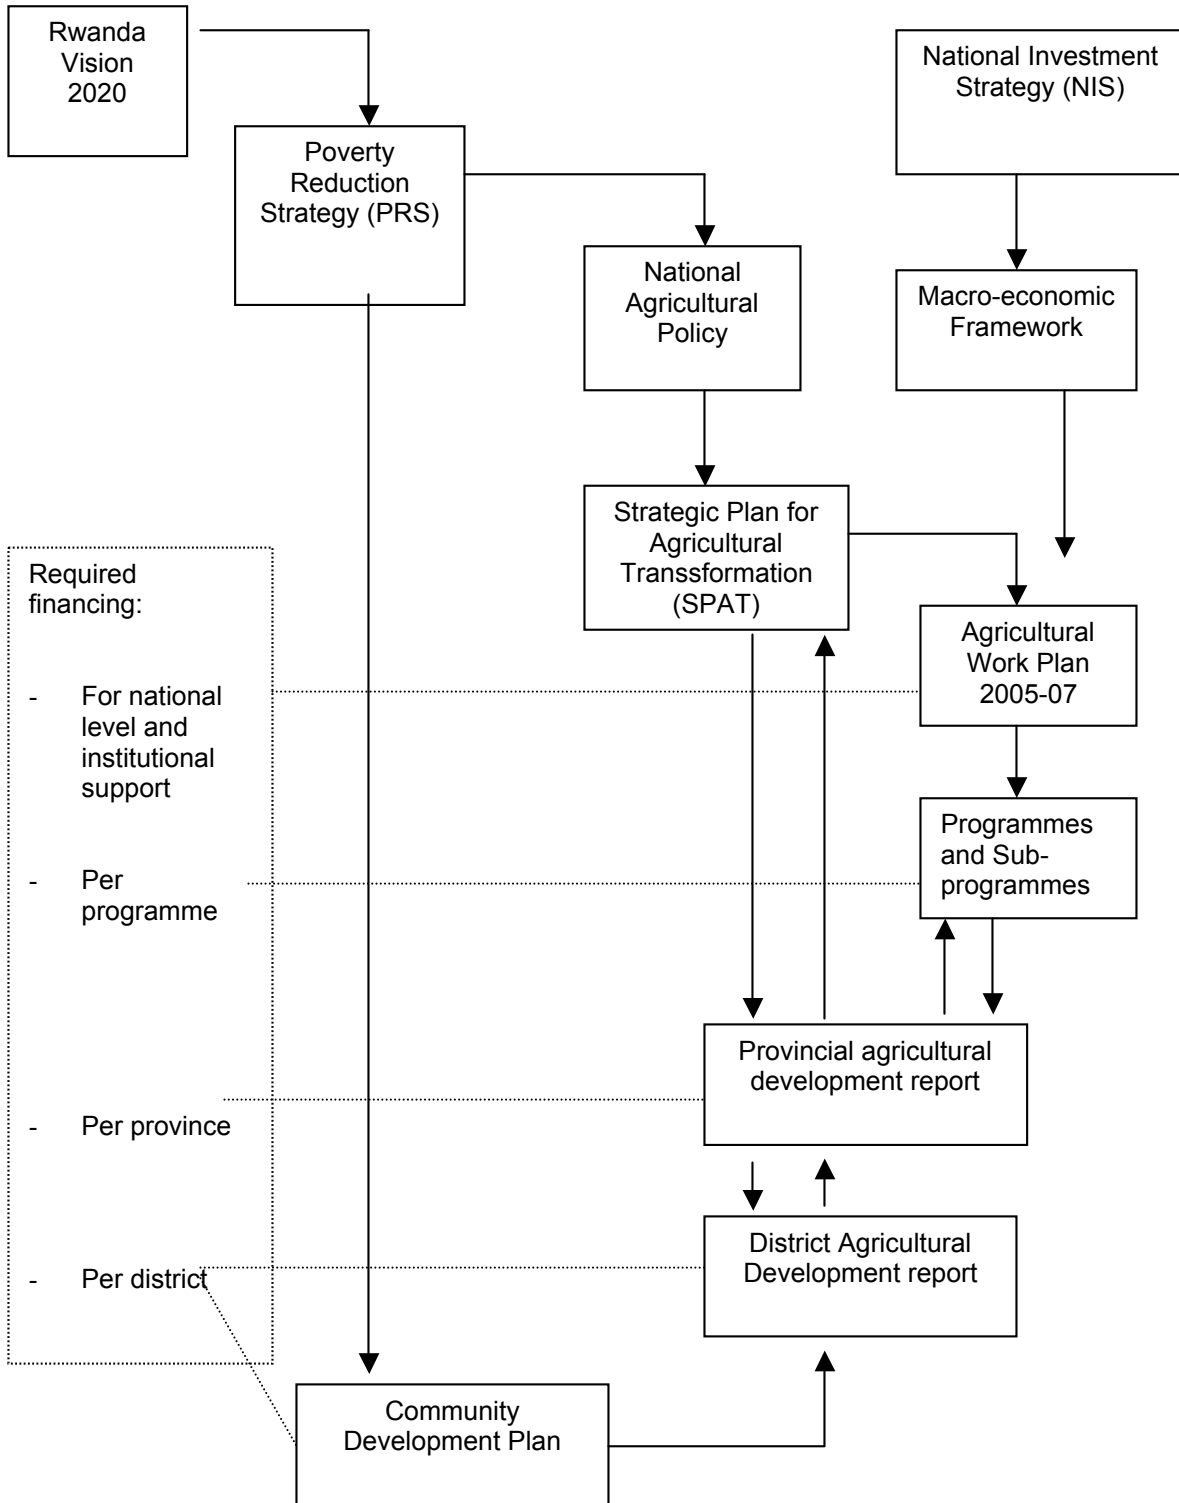 Rwanda
Vision
2020
National Investment
Strategy (NIS)
Poverty
Reduction
Strategy (PRS)
National
Agricultural
Policy
Macro-economic
Framework
Strategic Plan for
Agricultural
Transsformation
(SPAT)
Required
financing:
- For national
level and
institutional
support
- Per
programme
- Per province
- Per district
Agricultural
Work Plan
2005-07
Programmes
and Sub-
programmes
Provincial agricultural
development report
District Agricultural
Development report
Community
Development Plan